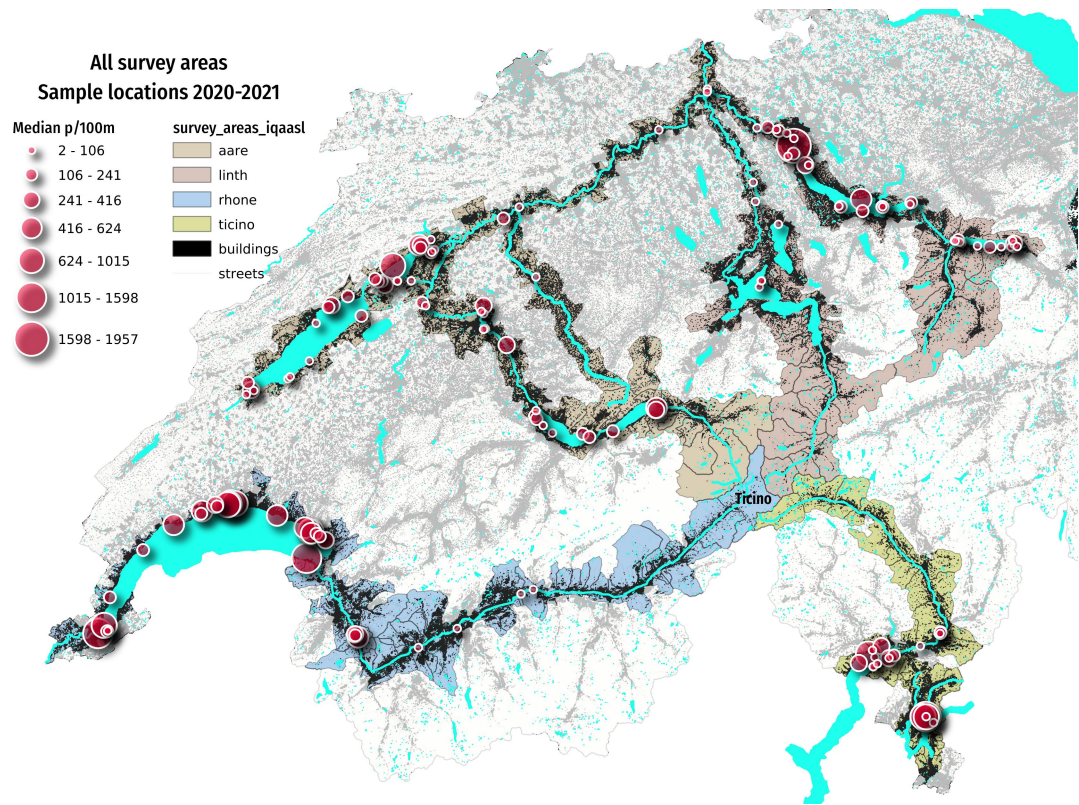 All survey areas
Sample locations 2020-2021
Median p/100m
2 - 106
106 - 241
241 - 416
416 - 624
624 - 1015
1015 - 1598
1598 - 1957
survey_areas_iqaasl
aare
linth
rhone
ticino
buildings
streets
Ticino